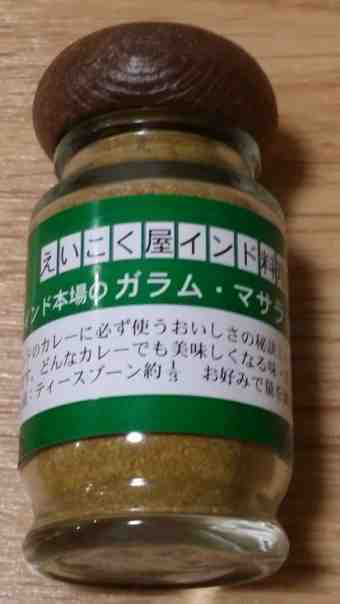 えいこく屋インド料
ンド本場のガラム・マサラ
のカレーに必ず使うおいしさの秘訣
どんなカレーでも美味しくなる味
ティースプーン約1/3 お好みで量を